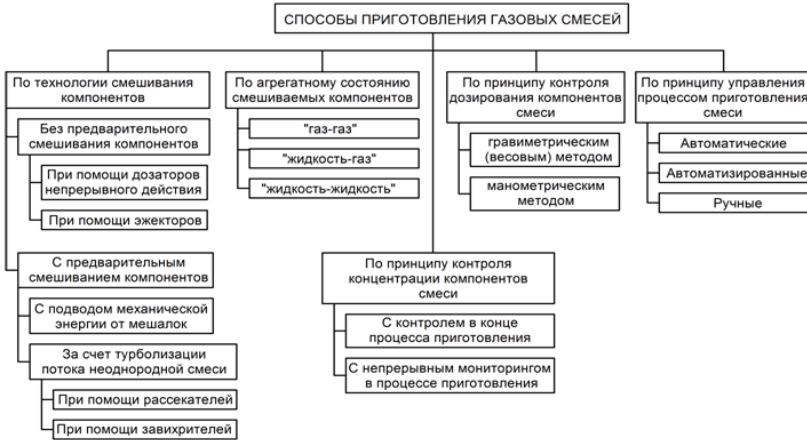 СПОСОБЫ ПРИГОТОВЛЕНИЯ ГАЗОВЫХ СМЕСЕЙ
По технологии смешивания
компонентов
Без предварительного
смешивания компонентов
При помощи дозаторов
непрерывного действия
При помощи эжекторов
С предварительным
смешиванием компонентов
С подводом механической
энергии от мешалок
За счет турболизации
потока неоднородной смеси
При помощи рассекателей
При помощи завихрителей
По агрегатному состоянию
смешиваемых компонентов
"газ-газ"
"жидкость-газ"
"жидкость-жидкость"
По принципу контроля
концентрации компонентов
смеси
С контролем в конце
процесса приготовления
С непрерывным мониторингом
в процессе приготовления
По принципу контроля
дозирования компонентов
смеси
гравиметрическим
(весовым) методом
манометрическим
методом
По принципу управления
процессом приготовления
смеси
Автоматические
Автоматизированные
Ручные